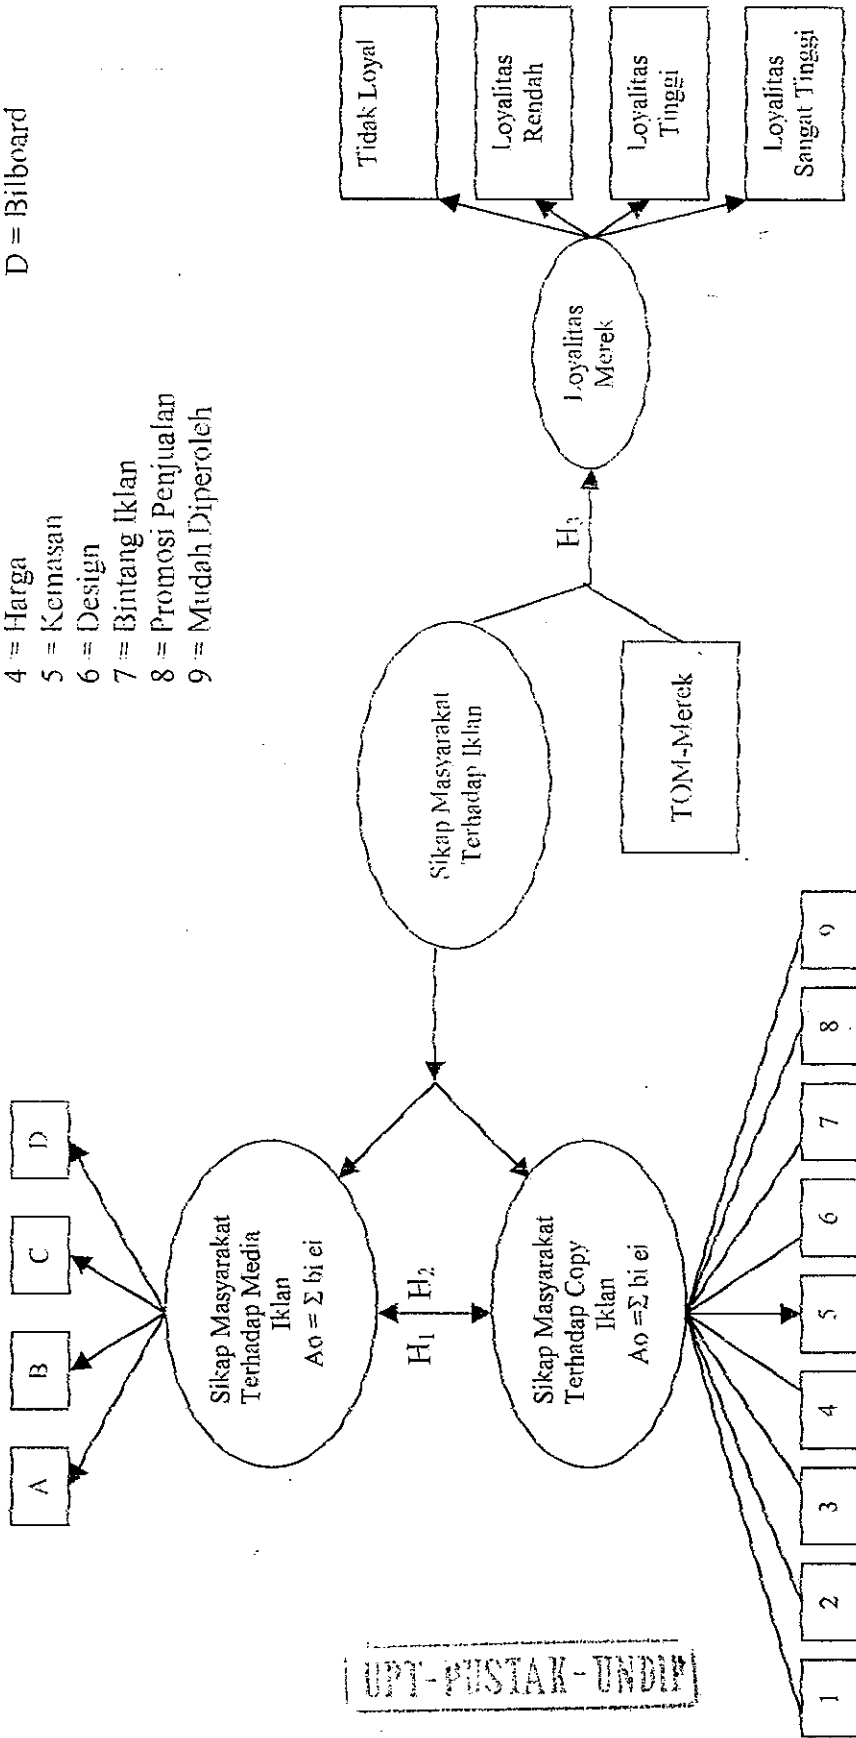 4 = Harga
5 = Kemasan
6 = Design
7 = Bintang Iklan
8 = Promosi Penjualan
9 = Mudah Diperoleh
D = Bilboard
A
B
C
D
Sikap Masyarakat
Terhadap Media
Iklan
Ao = Σ bi ei
H₁
H₂
Sikap Masyarakat
Terhadap Copy
Iklan
Ao =Σ bi ei
1
2
3
4
5
6
7
8
9
Sikap Masyarakat
Terhadap Iklan
TOM-Merek
H₃
Loyalitas
Merek
Tidak Loyal
Loyalitas
Rendah
Loyalitas
Tinggi
Loyalitas
Sangat Tinggi
UPT-PUSTAK-UNDIP